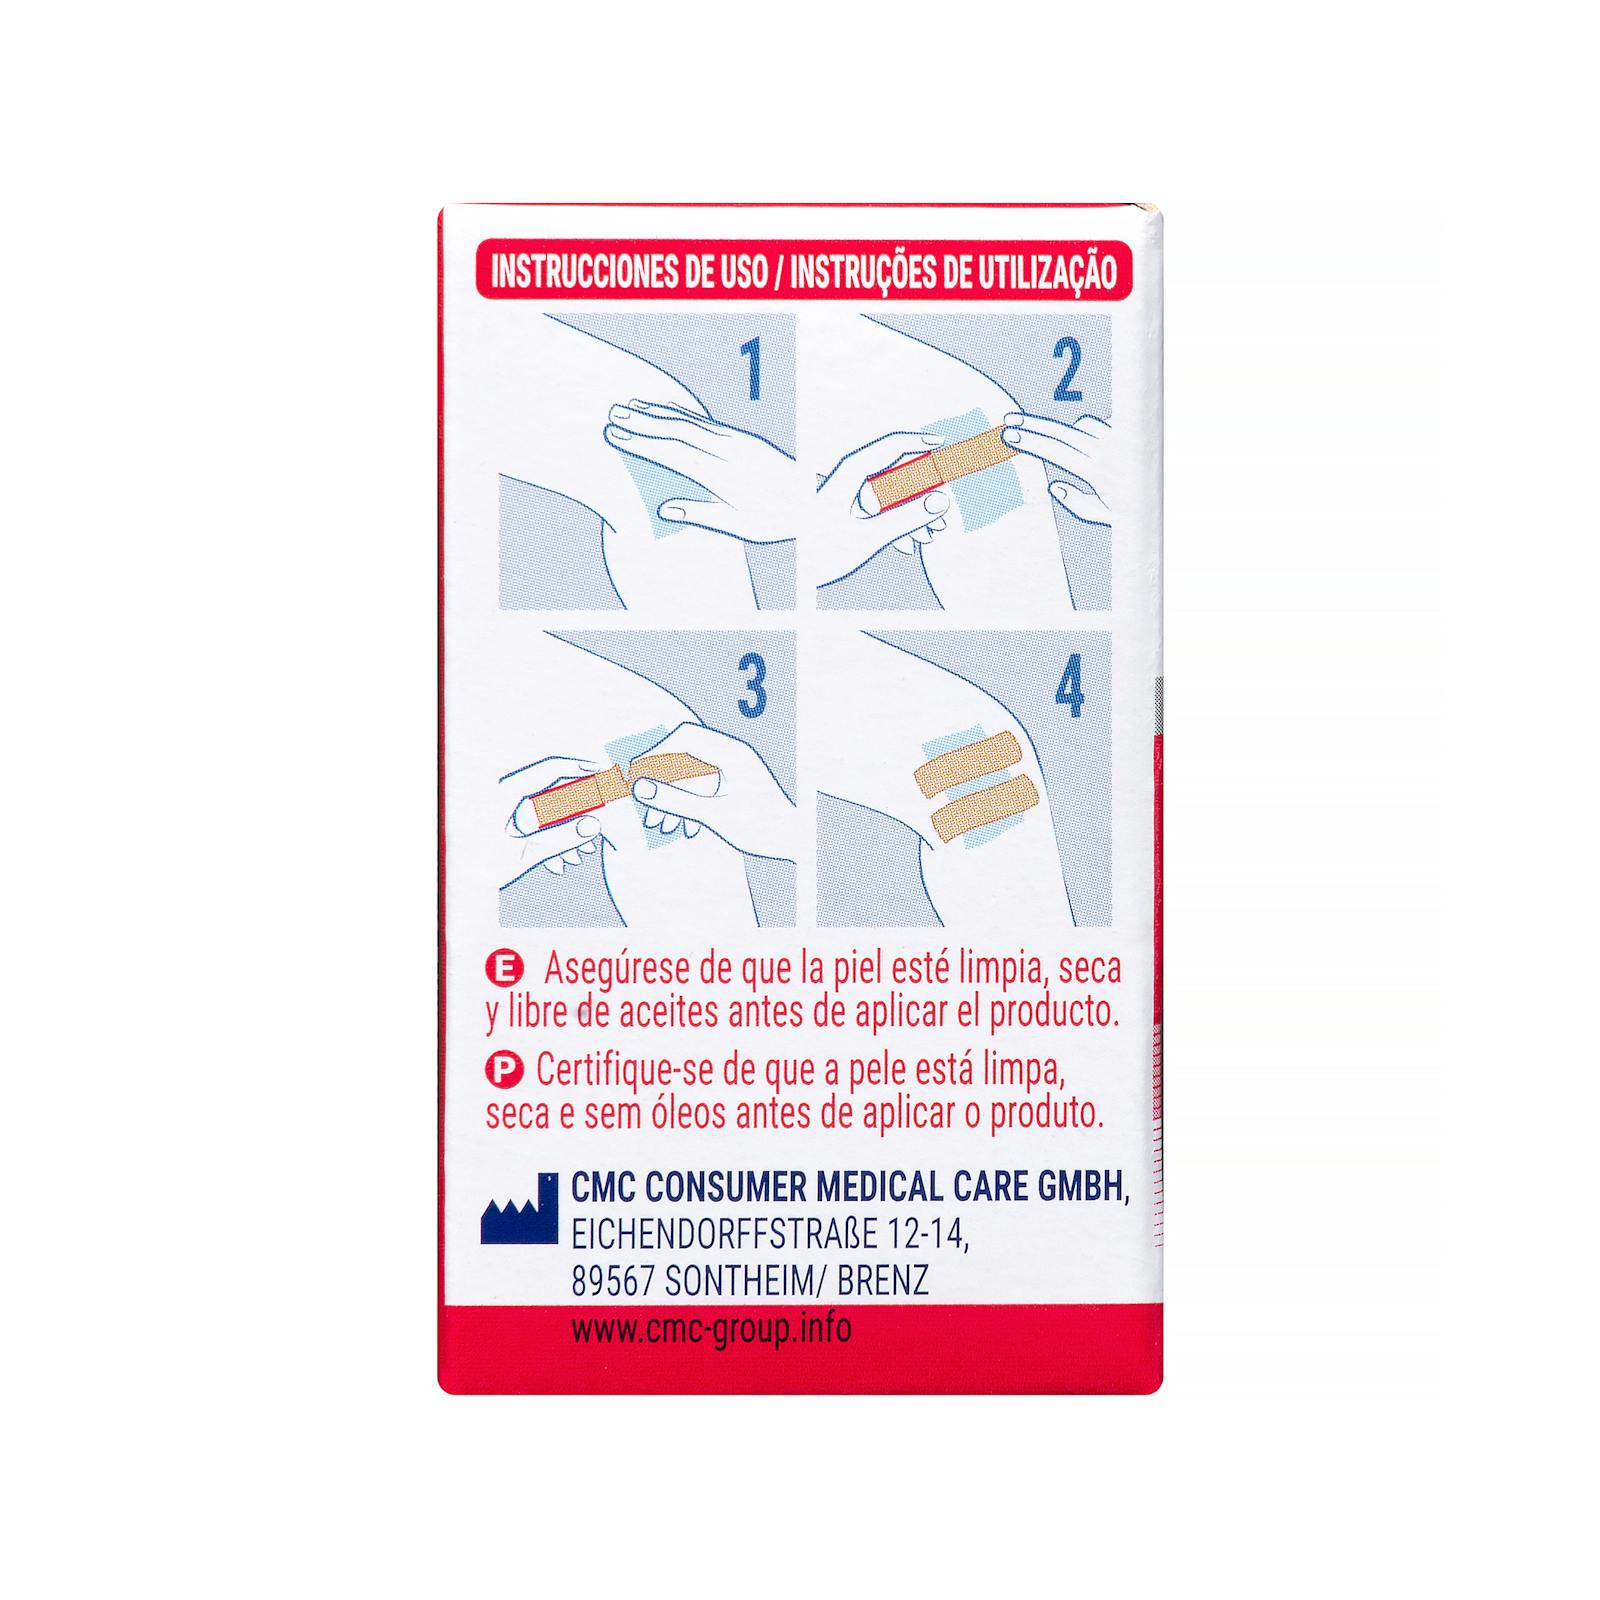 INSTRUCCIONES DE USO / INSTRUÇÕES DE UTILIZAÇÃO
1
2
3
4
E Asegúrese de que la piel esté limpia, seca
y libre de aceites antes de aplicar el producto.
P Certifique-se de que a pele está limpa,
seca e sem óleos antes de aplicar o produto.
CMC CONSUMER MEDICAL CARE GMBH,
EICHENDORFFSTRAßE 12-14,
89567 SONTHEIM/ BRENZ
www.cmc-group.info